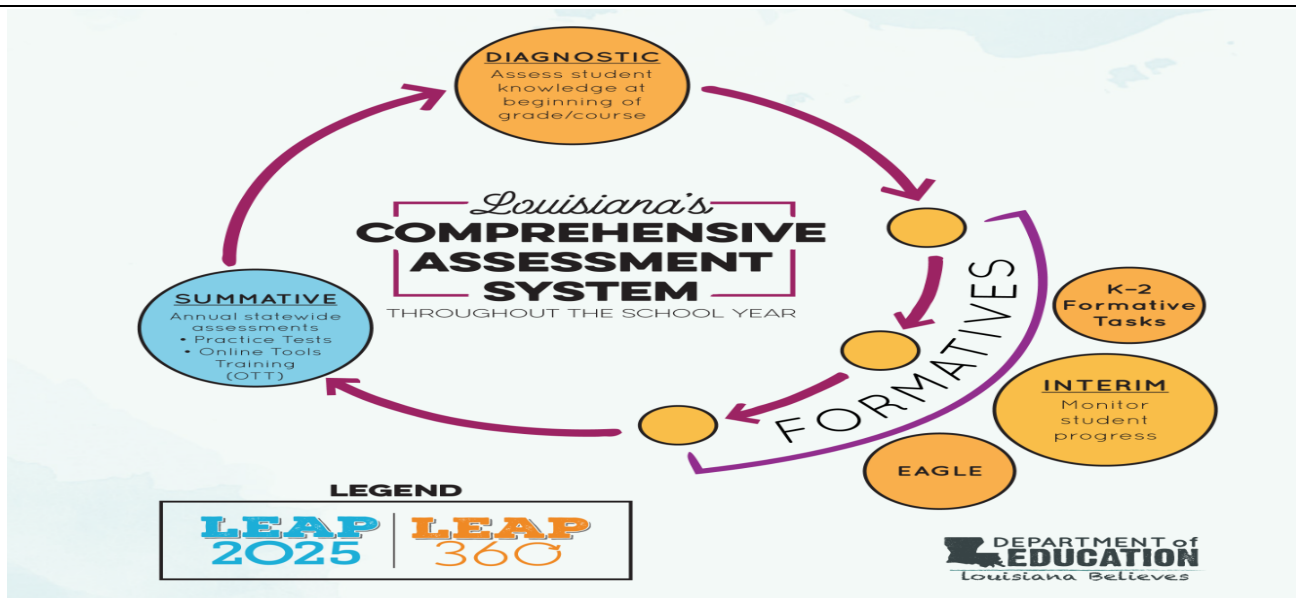 DIAGNOSTIC
Assess student
knowledge at
beginning of
grade/course
Louisiana's
COMPREHENSIVE
ASSESSMENT
SYSTEM
THROUGHOUT THE SCHOOL YEAR
SUMMATIVE
Annual statewide
assessments
• Practice Tests
• Online Tools
Training
(OTT)
FORMATIVES
K–2
Formative
Tasks
INTERIM
Monitor
student
progress
EAGLE
LEGEND
LEAP
2025
LEAP
360
DEPARTMENT of
EDUCATION
Louisiana Believes